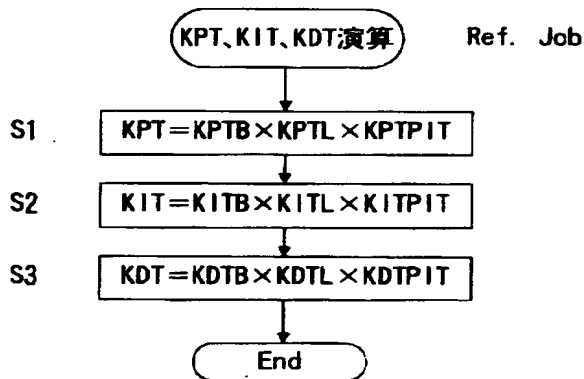 KPT、KIT、KDT演算 Ref. Job
S1 KPT=KPTB×KPTL×KPTPIT
S2 KIT=KITB×KITL×KITPIT
S3 KDT=KDTB×KDTL×KDTPIT
End